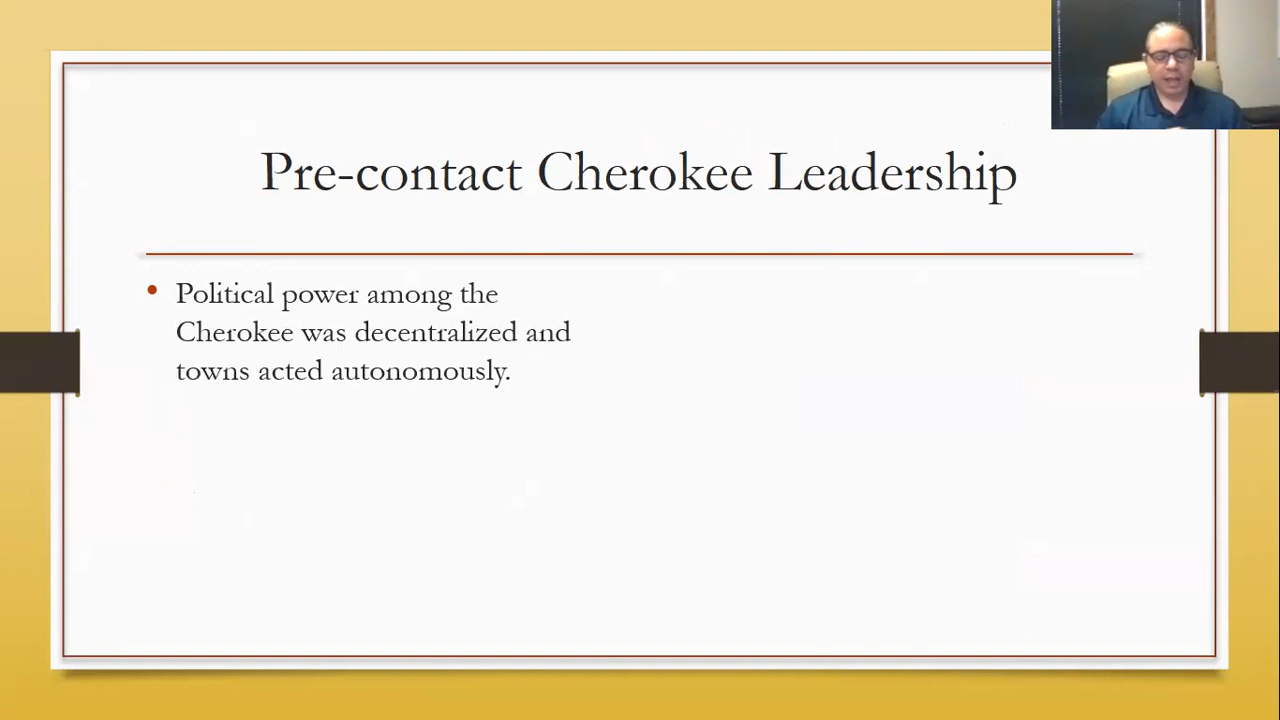 Pre-contact Cherokee Leadership
• Political power among the
Cherokee was decentralized and
towns acted autonomously.